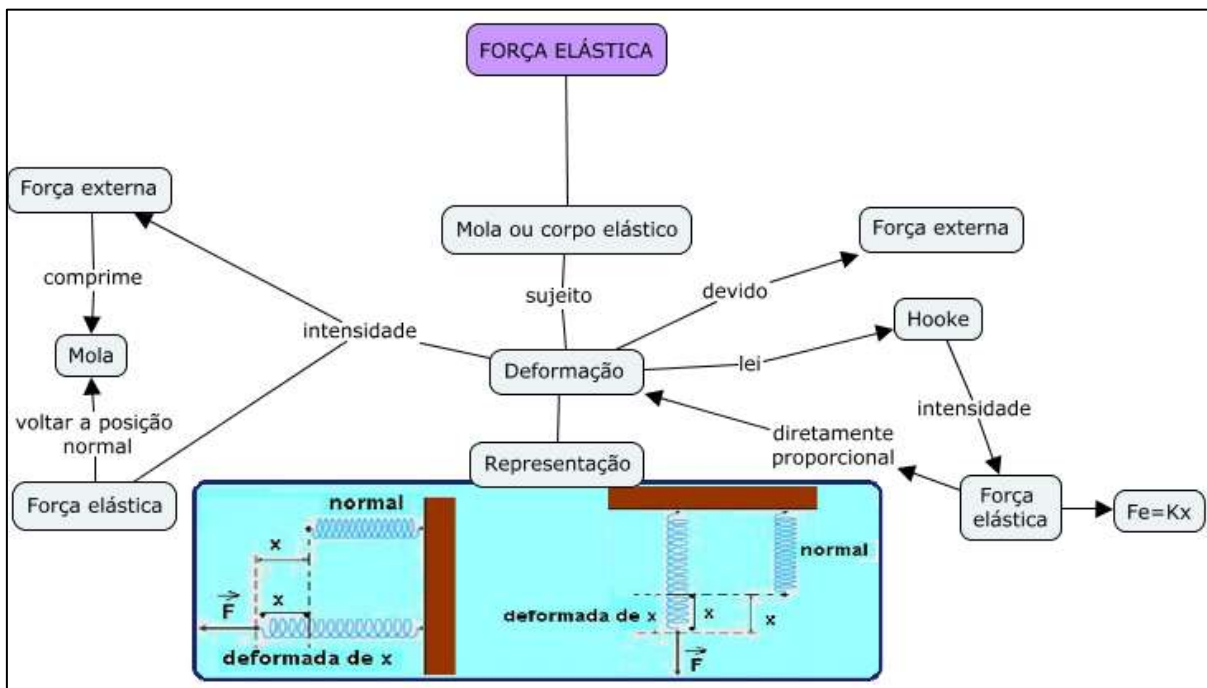 FORÇA ELÁSTICA
Força externa
Mola ou corpo elástico
Força externa
comprime
sujeito
devido
Hooke
intensidade
Mola
Deformação
lei
intensidade
voltar a posição
normal
diretamente
proporcional
Representação
Força elástica
Força
elástica
Fe=Kx
normal
x
x
F
deformada de x
normal
deformada de x
x
x
F